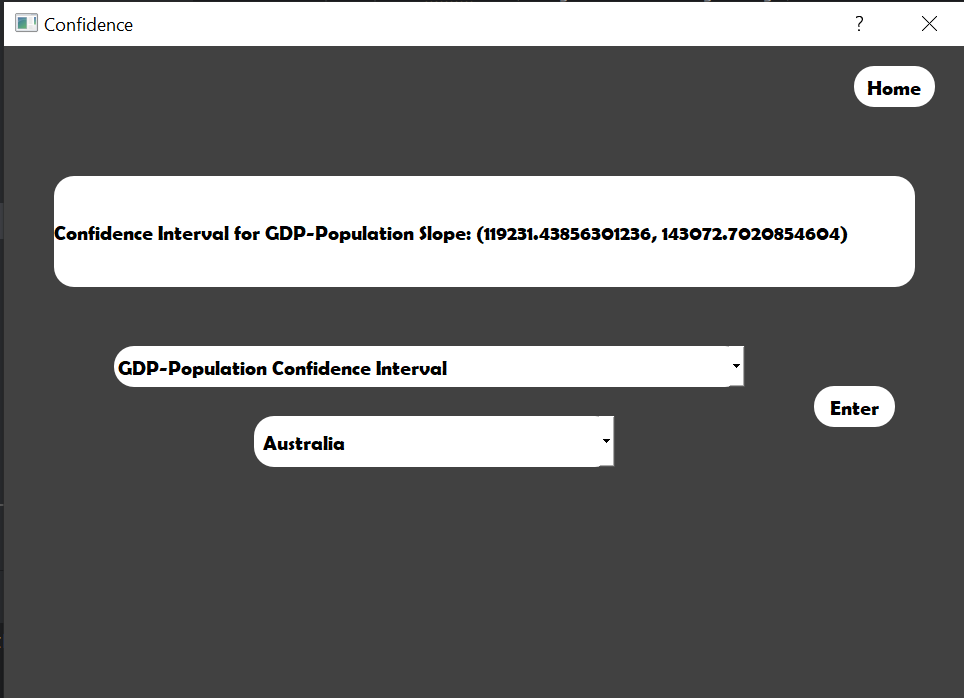 Confidence
?
Home
Confidence Interval for GDP-Population Slope: (119231.43856301236, 143072.7020854604)
GDP-Population Confidence Interval
Enter
Australia